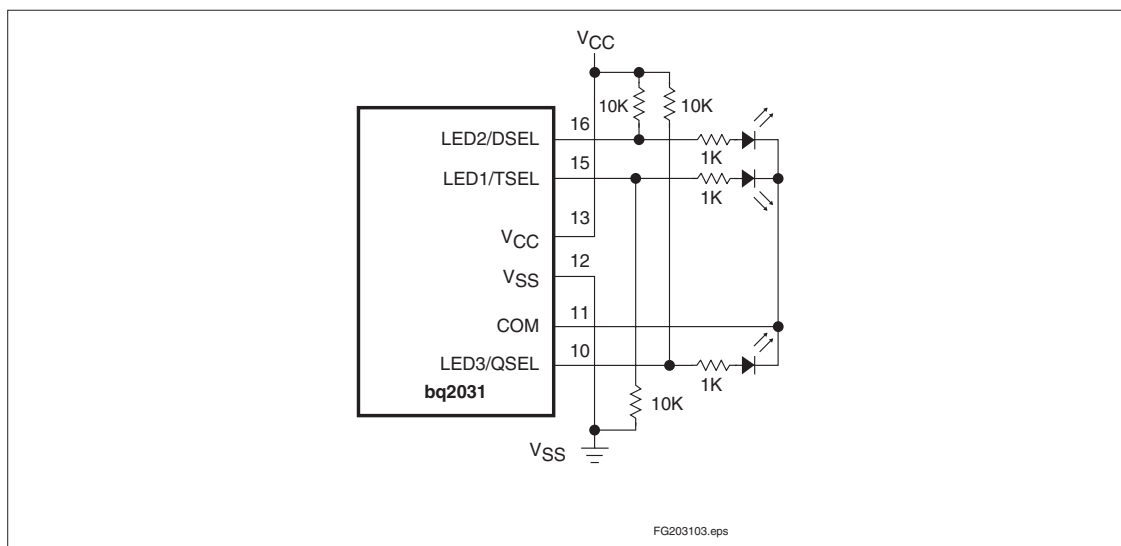 VCC
10K 10K
16
LED2/DSEL
1K
15
LED1/TSEL
1K
13
VCC
12
VSS
11
COM
10
LED3/QSEL
1K
bq2031
10K
VSS
FG203103.eps